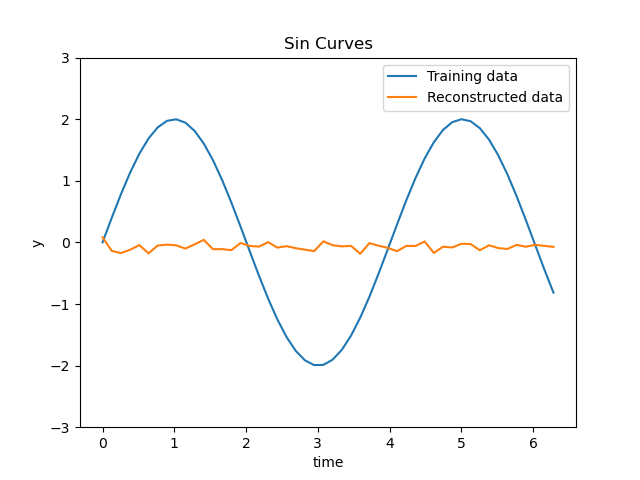 Sin Curves
Training data
Reconstructed data
3
2
1
0
−1
−2
−3
y
0 1 2 3 4 5 6
time